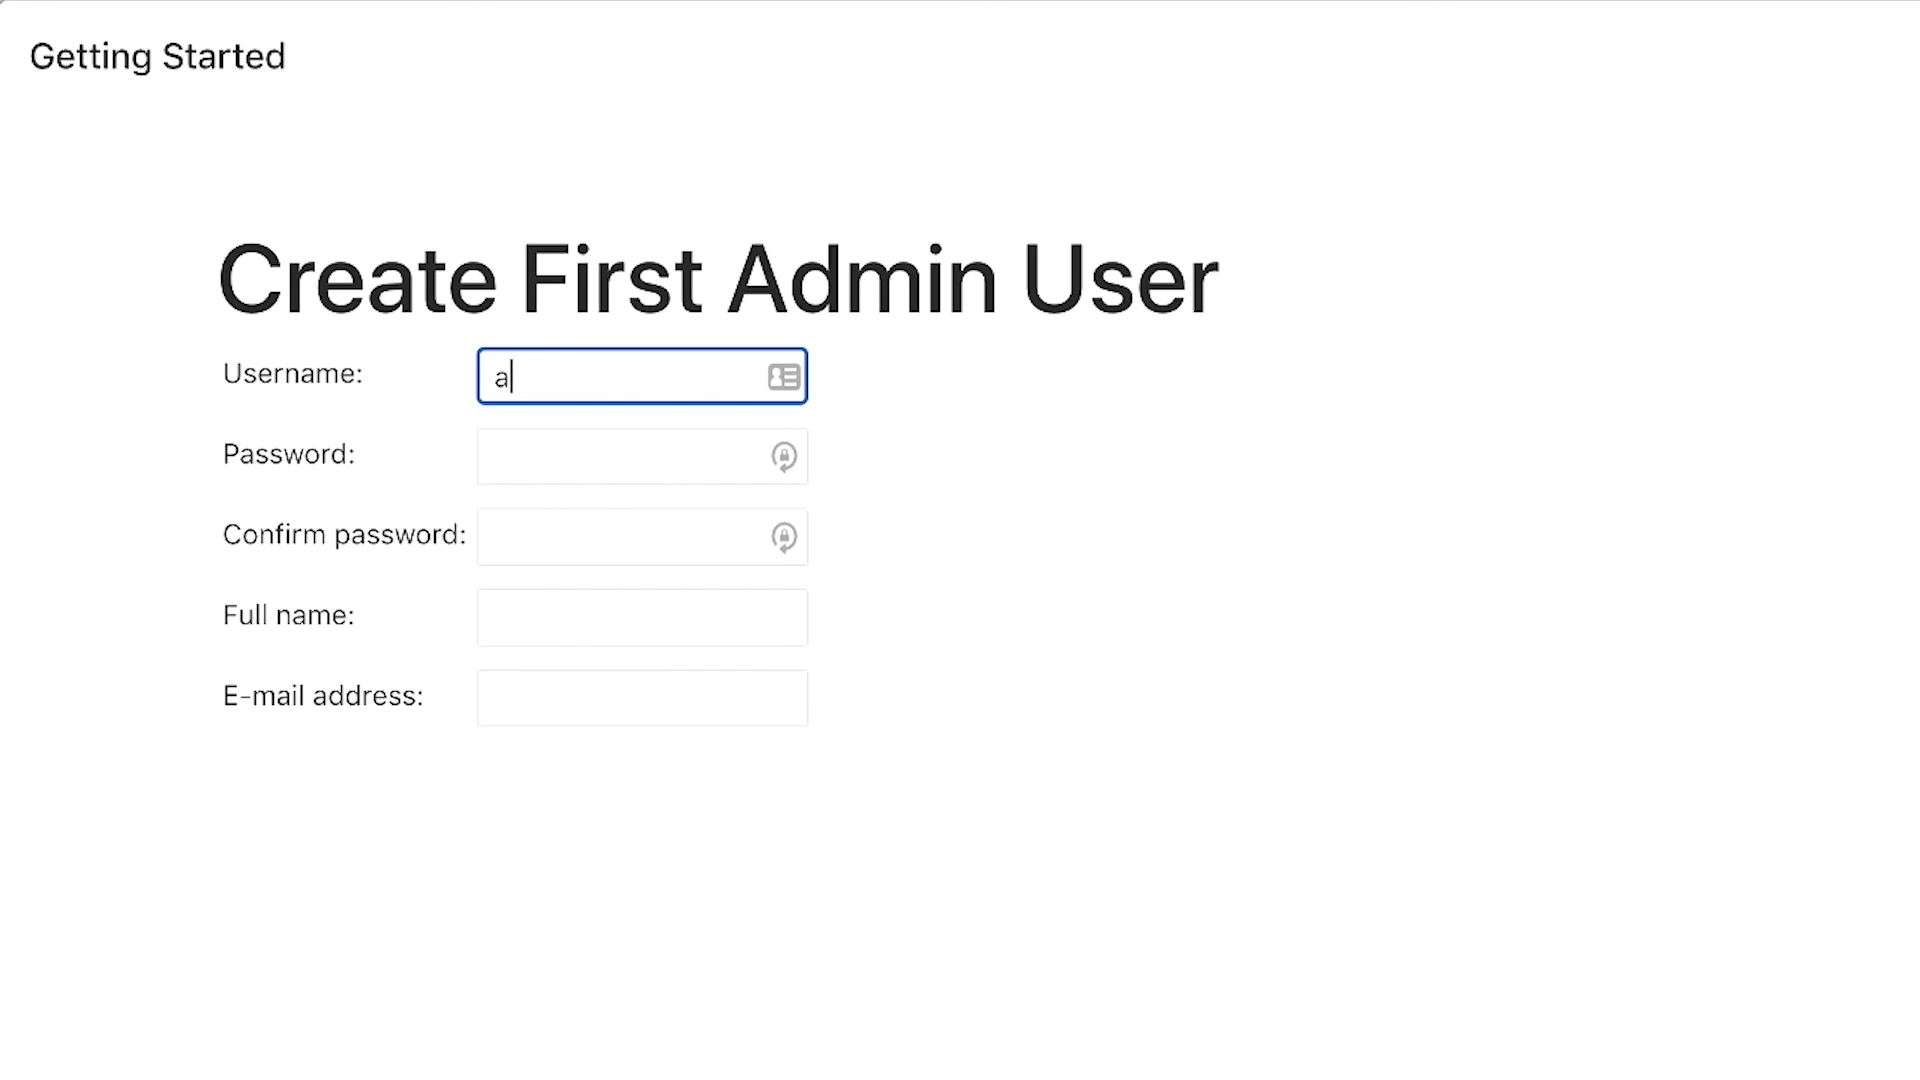 Getting Started
Create First Admin User
Username: a
Password:
Confirm password:
Full name:
E-mail address: